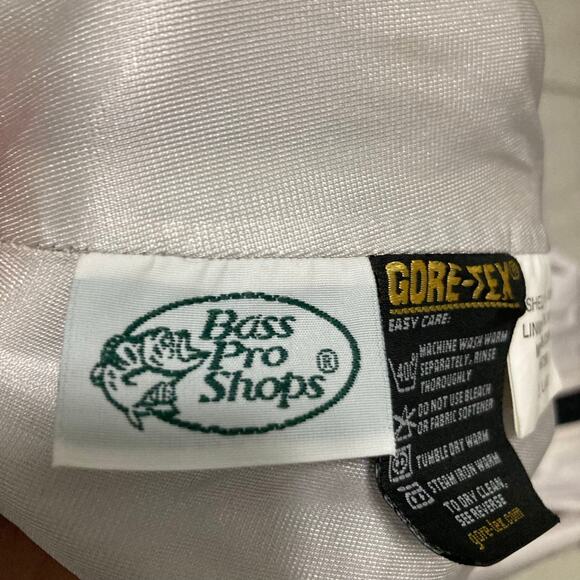 Bass
Pro
Shops®
GORE-TEX®
EASY CARE:
MACHINE WASH WARM
SEPARATELY. RINSE
THOROUGHLY
40C
DO NOT USE BLEACH
OR FABRIC SOFTENER
TUMBLE DRY WARM
STEAM IRON WARM
TO DRY CLEAN,
SEE REVERSE
gore-tex.com